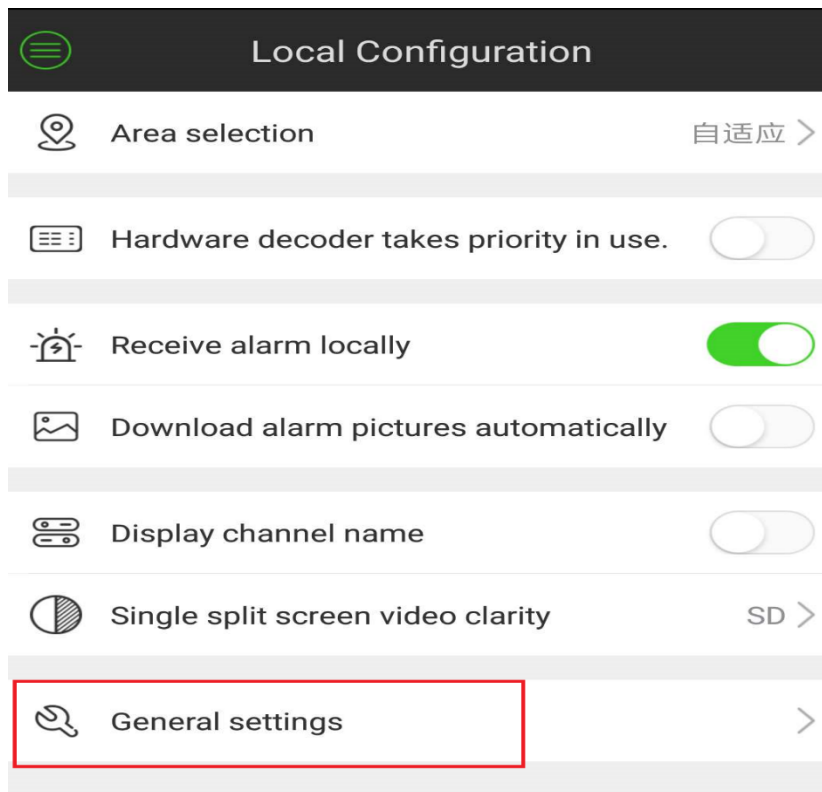 Local Configuration
Area selection 自适应
Hardware decoder takes priority in use.
Receive alarm locally
Download alarm pictures automatically
Display channel name
Single split screen video clarity SD
General settings